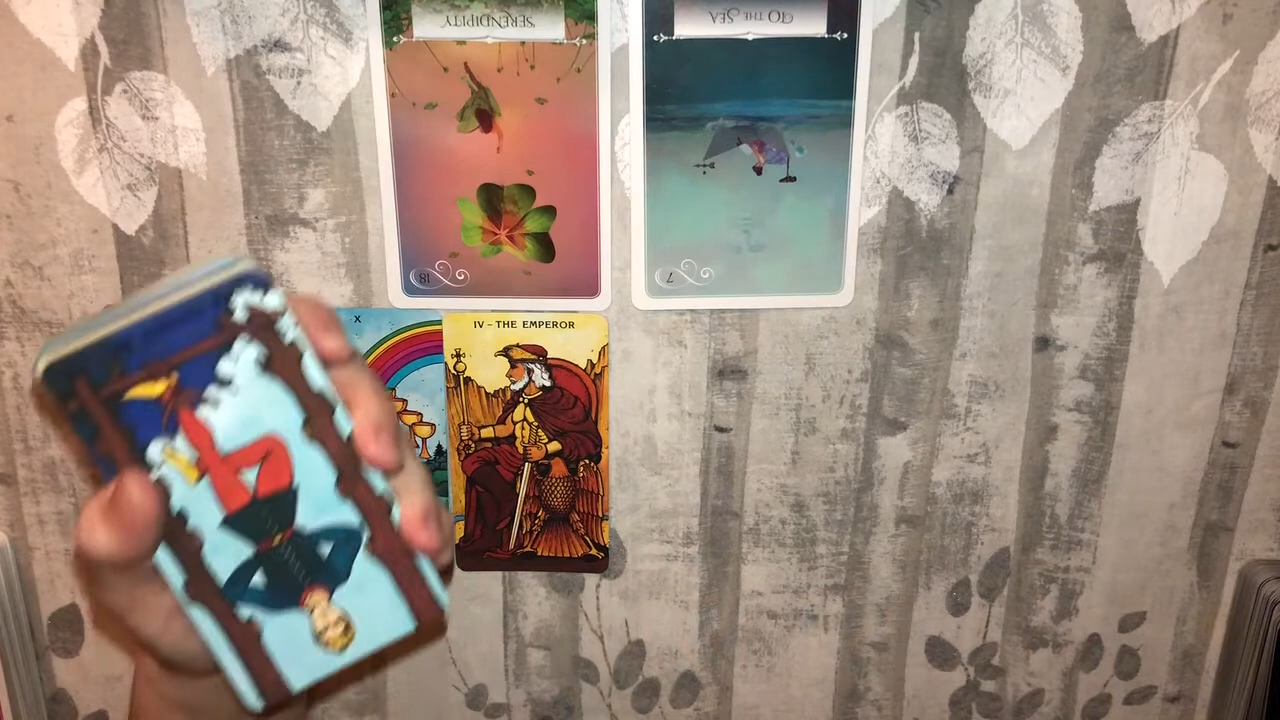 SERENDIPITY
TO THE SEA
18
7
X
IV – THE EMPEROR